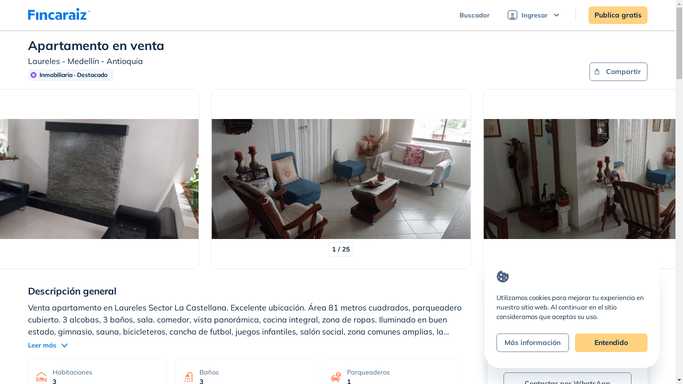 Fincaraiz
Buscador
Ingresar
Publica gratis
Apartamento en venta
Laureles - Medellín - Antioquia
Inmobiliaria · Destacado
Compartir
1 / 25
Descripción general
Venta apartamento en Laureles Sector La Castellana. Excelente ubicación. Área 81 metros cuadrados, parqueadero
cubierto. 3 alcobas, 3 baños, sala. comedor, vista panorámica, cocina integral, zona de ropas. Iluminado en buen
estado, gimnasio, sauna, bicicleteros, cancha de futbol, juegos infantiles, salón social, zona comunes amplias, la...
Leer más
Habitaciones
3
Baños
3
Parqueaderos
1
Utilizamos cookies para mejorar tu experiencia en
nuestro sitio web. Al continuar en el sitio
consideramos que aceptas su uso.
Más información
Entendido
Contactar por WhatsApp